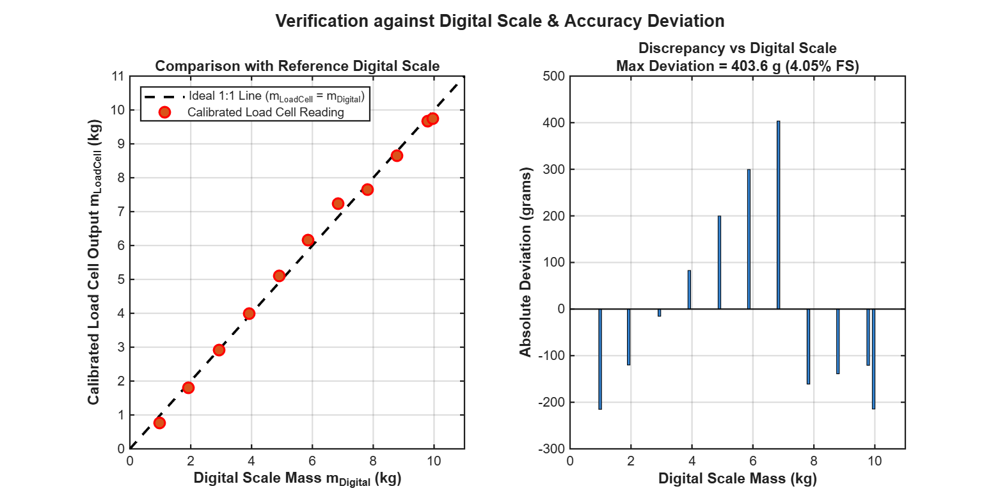 Verification against Digital Scale & Accuracy Deviation
Comparison with Reference Digital Scale
Ideal 1:1 Line (mLoadCell = mDigital)
Calibrated Load Cell Reading
Calibrated Load Cell Output mLoadCell (kg)
11
10
9
8
7
6
5
4
3
2
1
0
0 2 4 6 8 10
Digital Scale Mass mDigital (kg)
Discrepancy vs Digital Scale
Max Deviation = 403.6 g (4.05% FS)
Absolute Deviation (grams)
500
400
300
200
100
0
-100
-200
-300
0 2 4 6 8 10
Digital Scale Mass (kg)